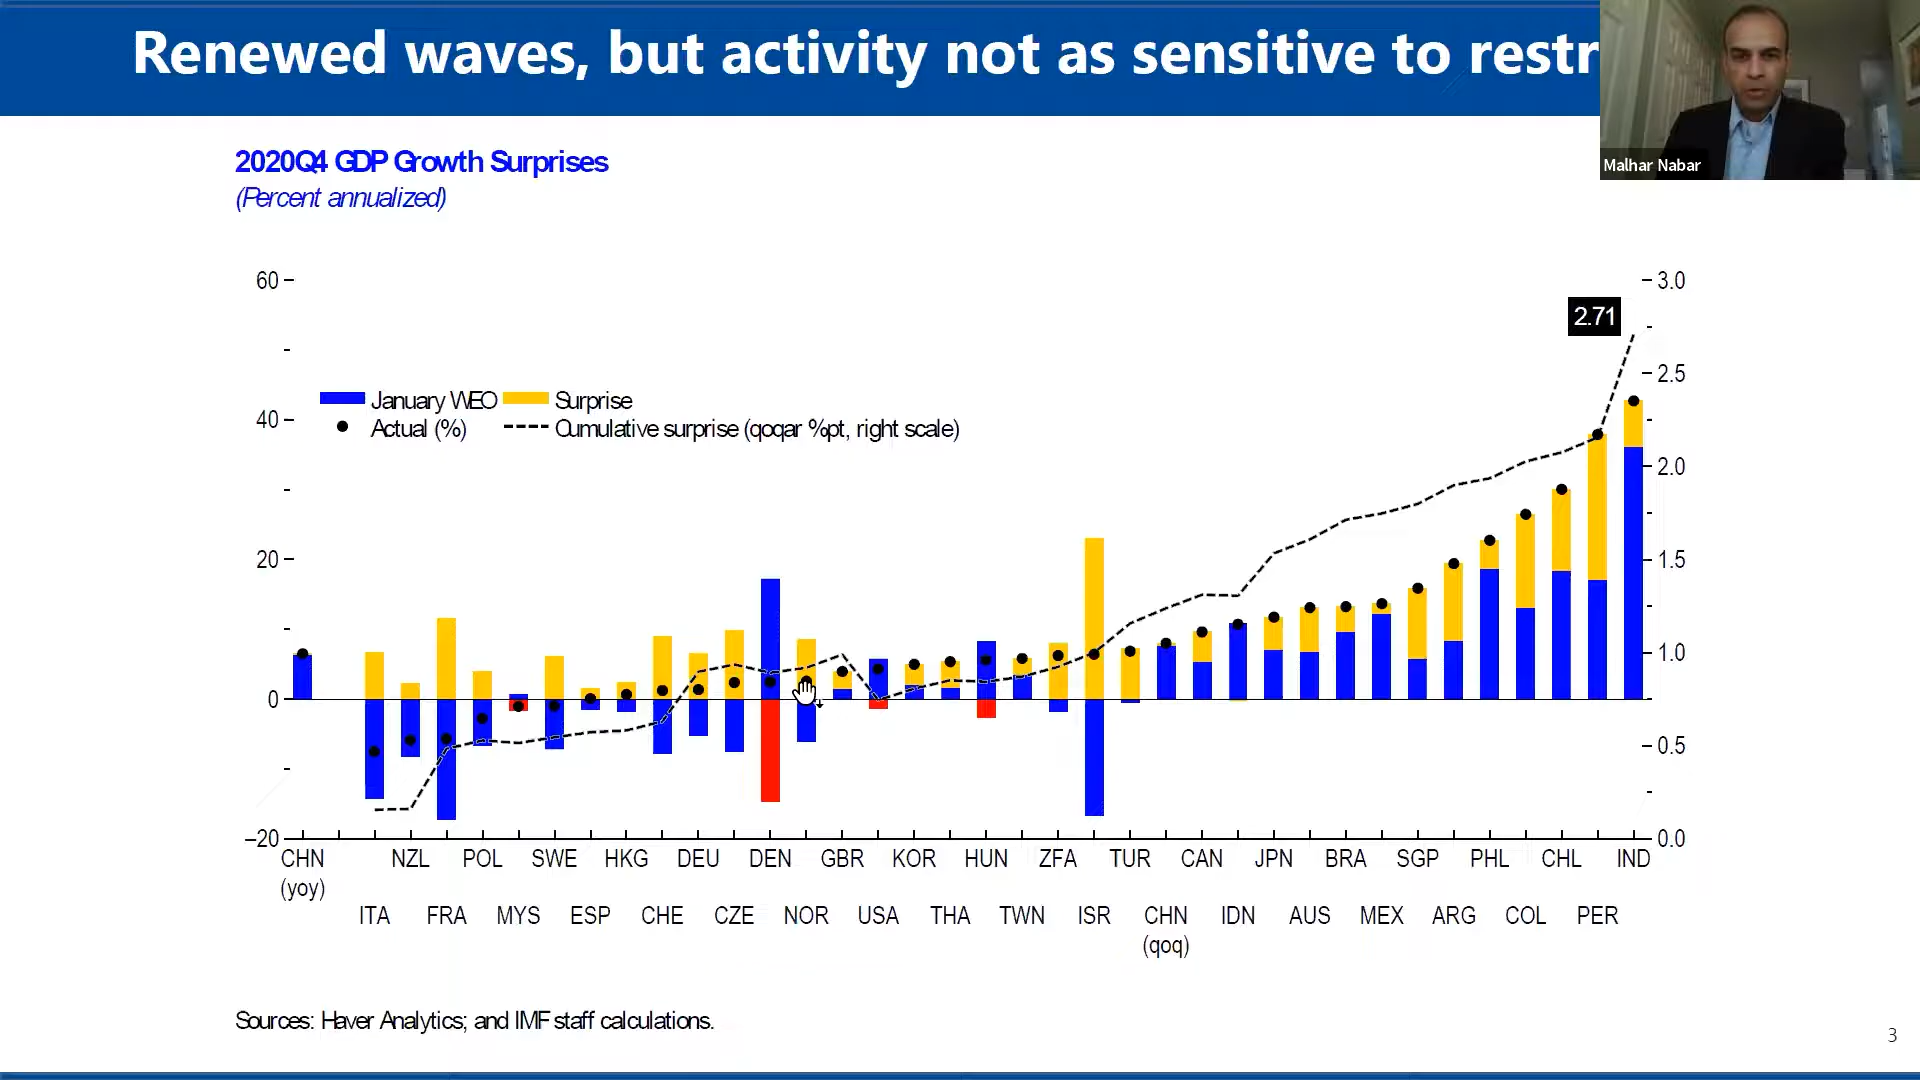 Renewed waves, but activity not as sensitive to restr
Malhar Nabar
2020Q4 GDP Growth Surprises
(Percent annualized)
60
40
20
0
–20
3.0
2.5
2.0
1.5
1.0
0.5
0.0
2.71
January WEO Surprise
Actual (%) Cumulative surprise (qoqar %pt, right scale)
CHN NZL POL SWE HKG DEU DEN GBR KOR HUN ZFA TUR CAN JPN BRA SGP PHL CHL IND
(yoy)
ITA FRA MYS ESP CHE CZE NOR USA THA TWN ISR CHN IDN AUS MEX ARG COL PER
(qoq)
Sources: Haver Analytics; and IMF staff calculations.
3